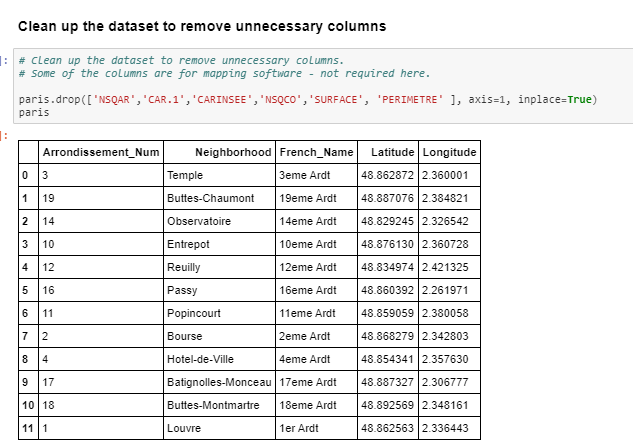 Clean up the dataset to remove unnecessary columns
]: # Clean up the dataset to remove unnecessary columns.
# Some of the columns are for mapping software - not required here.
paris.drop(['NSQAR','CAR.1','CARINSEE','NSQCO','SURFACE', 'PERIMETRE' ], axis=1, inplace=True)
paris
]:
Arrondissement_Num Neighborhood French_Name Latitude Longitude
0 3 Temple 3eme Ardt 48.862872 2.360001
1 19 Buttes-Chaumont 19eme Ardt 48.887076 2.384821
2 14 Observatoire 14eme Ardt 48.829245 2.326542
3 10 Entrepot 10eme Ardt 48.876130 2.360728
4 12 Reuilly 12eme Ardt 48.834974 2.421325
5 16 Passy 16eme Ardt 48.860392 2.261971
6 11 Popincourt 11eme Ardt 48.859059 2.380058
7 2 Bourse 2eme Ardt 48.868279 2.342803
8 4 Hotel-de-Ville 4eme Ardt 48.854341 2.357630
9 17 Batignolles-Monceau 17eme Ardt 48.887327 2.306777
10 18 Buttes-Montmartre 18eme Ardt 48.892569 2.348161
11 1 Louvre 1er Ardt 48.862563 2.336443